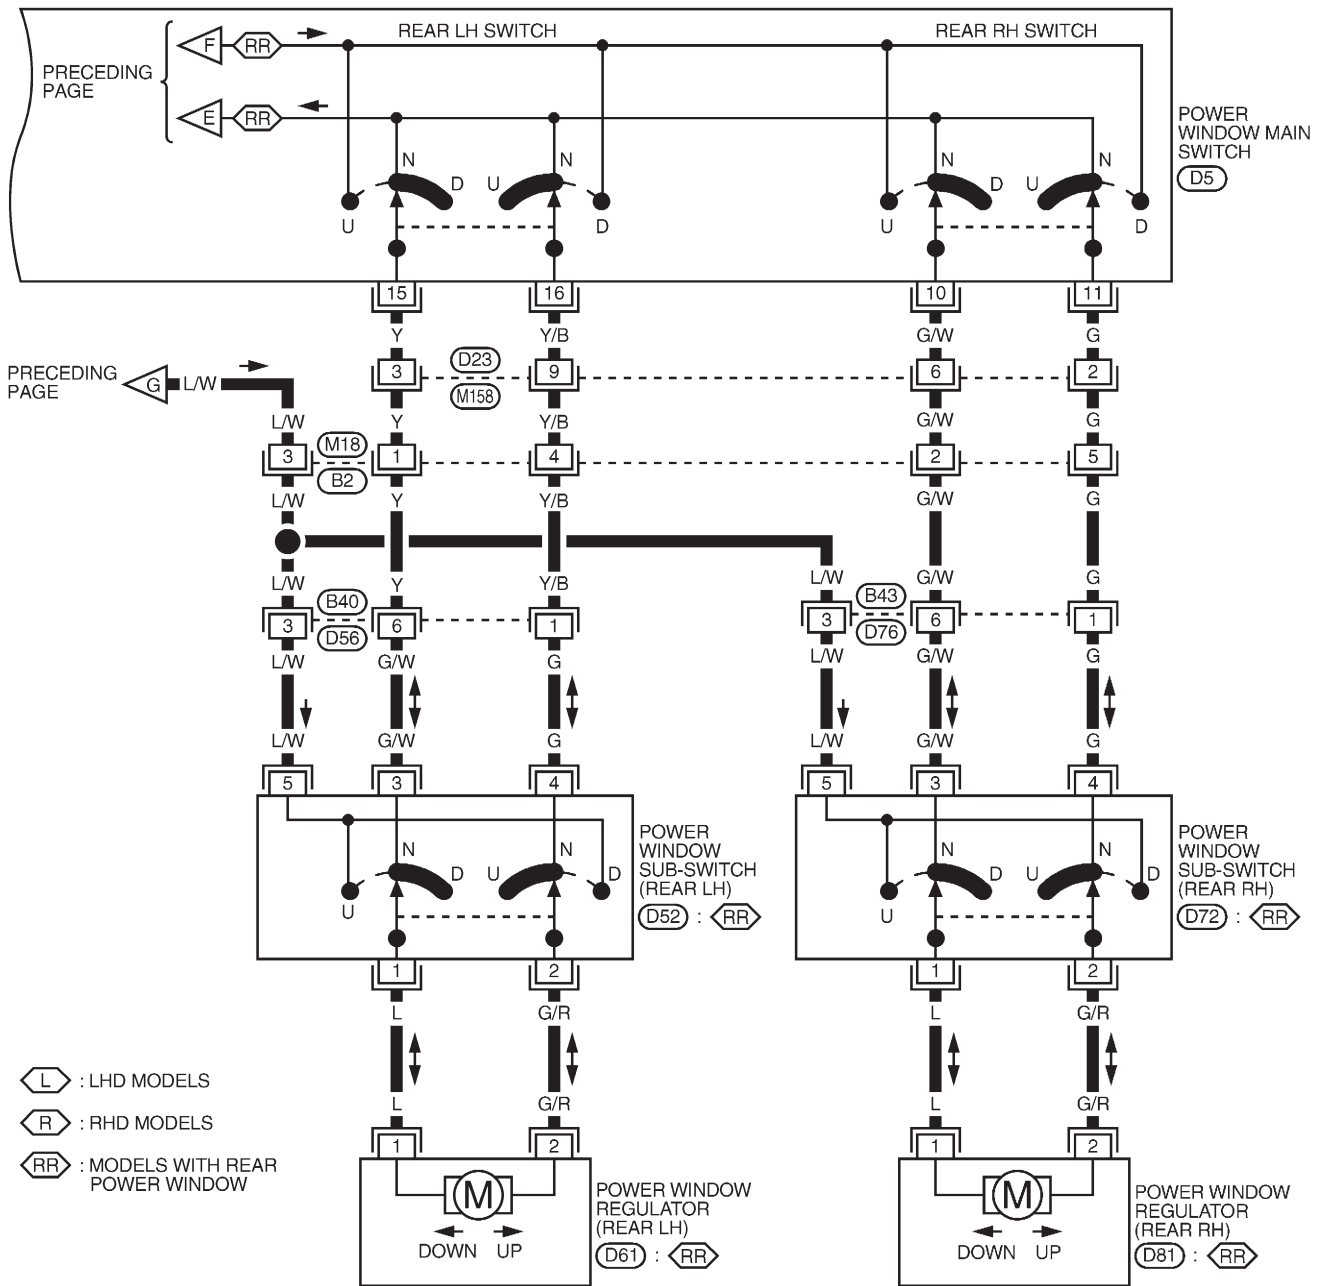 F RR REAR LH SWITCH REAR RH SWITCH
PRECEDING
PAGE
E RR
POWER
WINDOW MAIN
SWITCH
D5
N D U N N D U N
U D U D
15 16 10 11
Y Y/B G/W G
PRECEDING
PAGE
G L/W
3 D23 9 6 2
M158
L/W Y Y/B G/W G
3 M18 1 4 2 5
B2
L/W Y Y/B G/W G
L/W Y Y/B L/W G/W G
3 B40 6 1 3 B43 6 1
D56 D76
L/W G/W G L/W G/W G
L/W G/W G L/W G/W G
5 3 4 5 3 4
N D U N D
U
POWER
WINDOW
SUB-SWITCH
(REAR LH)
D52 : RR
N D U N D
U
POWER
WINDOW
SUB-SWITCH
(REAR RH)
D72 : RR
1 2 1 2
L G/R L G/R
L G/R L G/R
1 2 1 2
L : LHD MODELS
R : RHD MODELS
RR : MODELS WITH REAR
POWER WINDOW
M
DOWN UP
POWER WINDOW
REGULATOR
(REAR LH)
D61 : RR
M
DOWN UP
POWER WINDOW
REGULATOR
(REAR RH)
D81 : RR